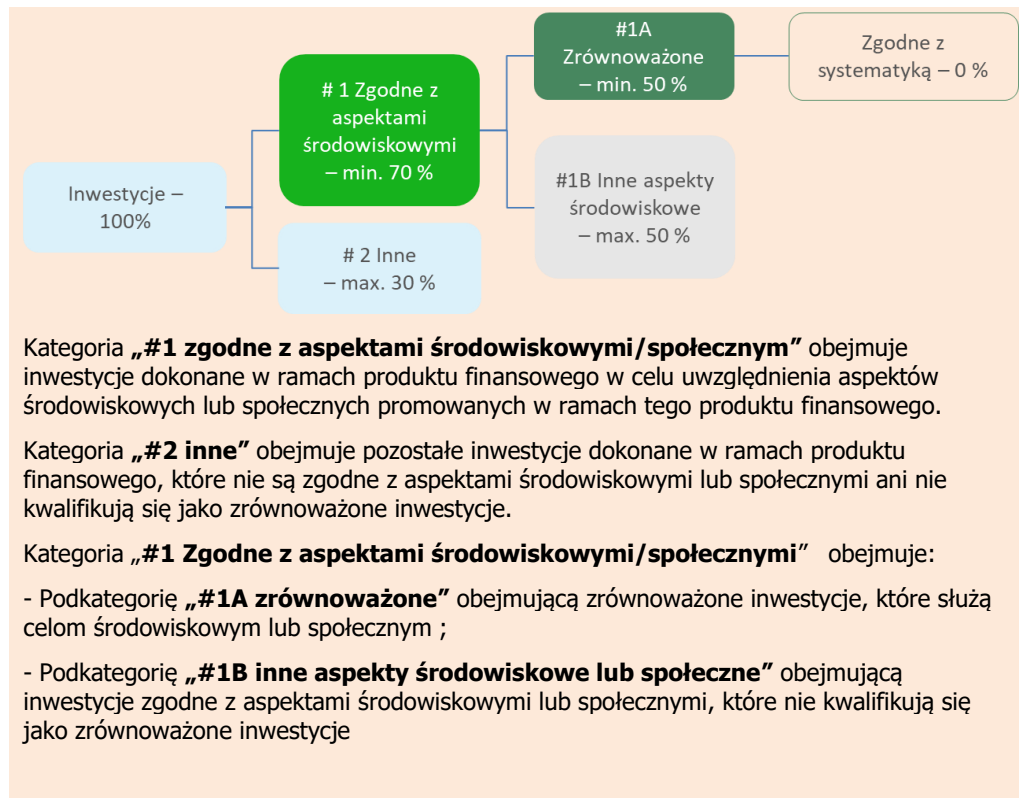 Inwestycje –
100%
# 1 Zgodne z
aspektami
środowiskowymi
– min. 70 %
# 2 Inne
– max. 30 %
#1A
Zrównoważone
– min. 50 %
#1B Inne aspekty
środowiskowe
– max. 50 %
Zgodne z
systematyką – 0 %
Kategoria „#1 zgodne z aspektami środowiskowymi/społecznym” obejmuje
inwestycje dokonane w ramach produktu finansowego w celu uwzględnienia aspektów
środowiskowych lub społecznych promowanych w ramach tego produktu finansowego.
Kategoria „#2 inne” obejmuje pozostałe inwestycje dokonane w ramach produktu
finansowego, które nie są zgodne z aspektami środowiskowymi lub społecznymi ani nie
kwalifikują się jako zrównoważone inwestycje.
Kategoria „#1 Zgodne z aspektami środowiskowymi/społecznymi” obejmuje:
- Podkategorię „#1A zrównoważone” obejmującą zrównoważone inwestycje, które służą
celom środowiskowym lub społecznym ;
- Podkategorię „#1B inne aspekty środowiskowe lub społeczne” obejmującą
inwestycje zgodne z aspektami środowiskowymi lub społecznymi, które nie kwalifikują się
jako zrównoważone inwestycje